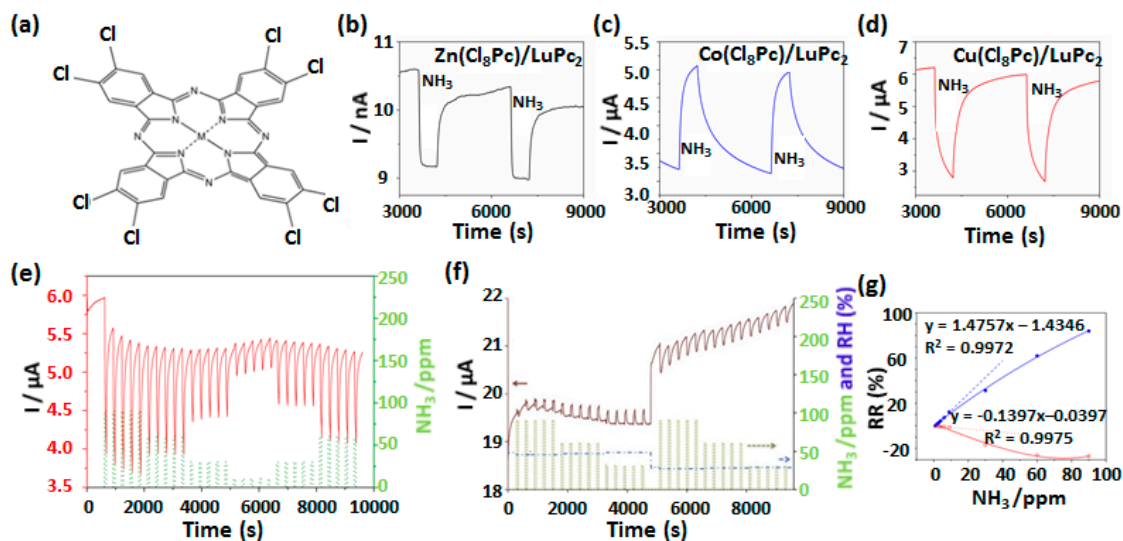 (a)
Cl
Cl
Cl
Cl
Cl
Cl
Cl
Cl
N
N
N
N
M
N
N
N
N
(b)
Zn(Cl8Pc)/LuPc2
11
10
9
I / nA
NH3
NH3
3000 6000 9000
Time (s)
(c)
Co(Cl8Pc)/LuPc2
5.5
5.0
4.5
4.0
3.5
3.0
I / µA
NH3
NH3
3000 6000 9000
Time (s)
(d)
Cu(Cl8Pc)/LuPc2
7
6
5
4
3
I / µA
NH3
NH3
3000 6000 9000
Time (s)
(e)
6.0
5.5
5.0
4.5
4.0
3.5
I / µA
250
200
150
100
50
0
NH3/ppm
0 2000 4000 6000 8000 10000
Time (s)
(f)
22
21
20
19
18
I / µA
250
200
150
100
50
0
NH3/ppm and RH (%)
0 2000 4000 6000 8000
Time (s)
(g)
100
60
20
-20
RR (%)
y = 1.4757x – 1.4346
R2 = 0.9972
y = -0.1397x–0.0397
R2 = 0.9975
0 20 40 60 80 100
NH3/ppm